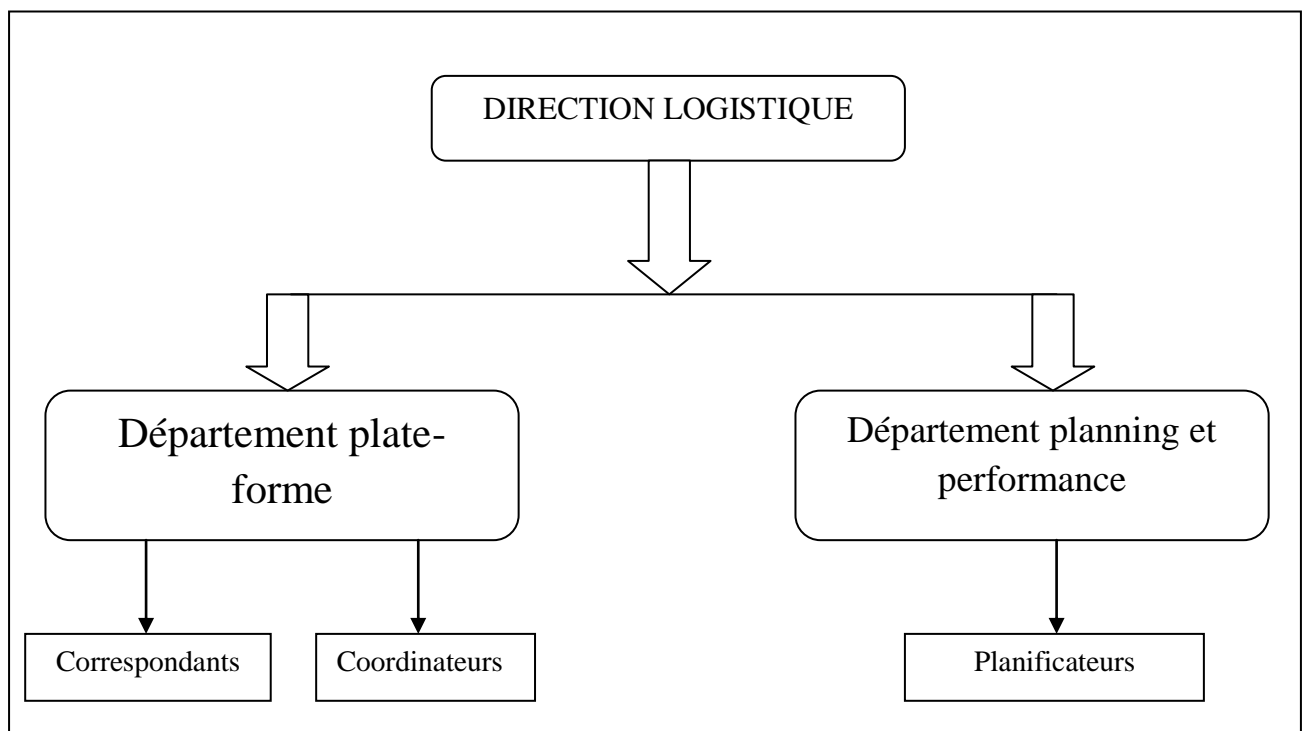 DIRECTION LOGISTIQUE
Département plate-
forme
Département planning et
performance
Correspondants
Coordinateurs
Planificateurs